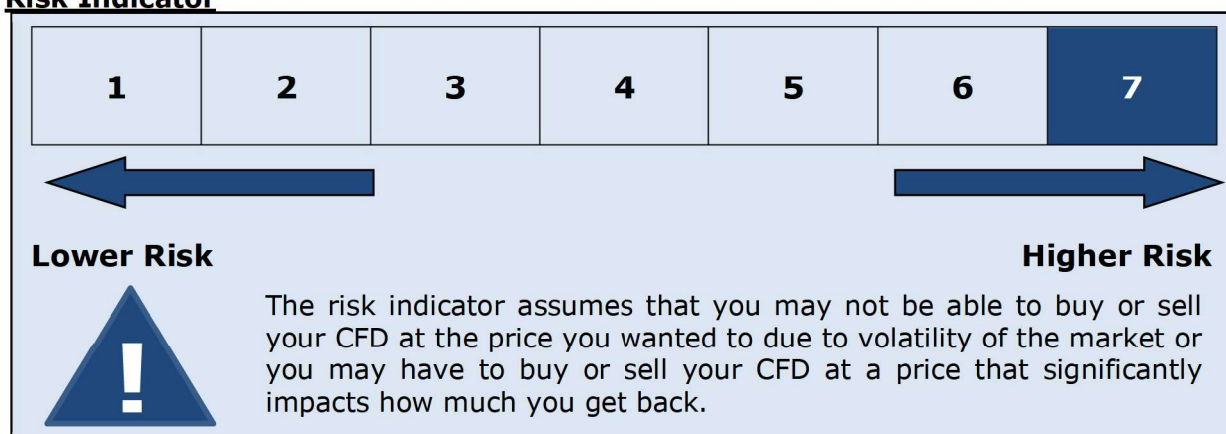 Risk Indicator
1 2 3 4 5 6 7
Lower Risk Higher Risk
!
The risk indicator assumes that you may not be able to buy or sell
your CFD at the price you wanted to due to volatility of the market or
you may have to buy or sell your CFD at a price that significantly
impacts how much you get back.